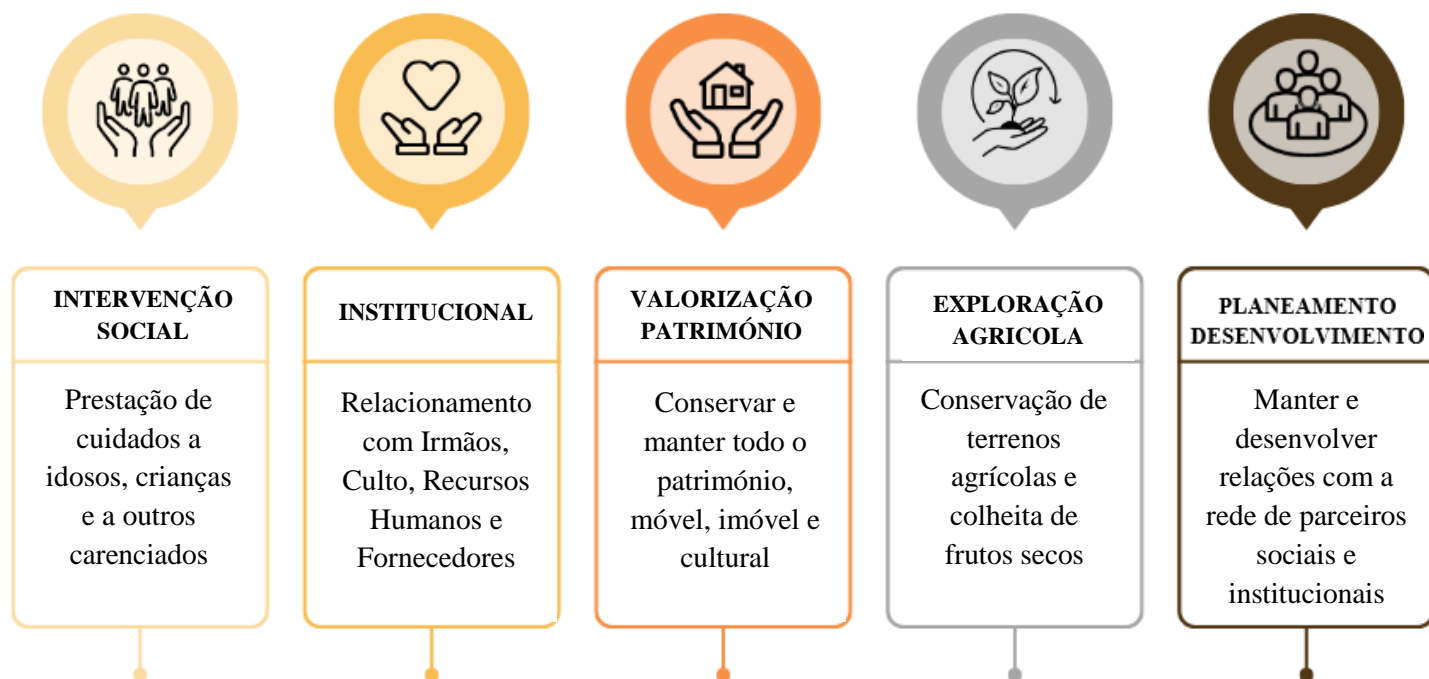 INTERVENÇÃO
SOCIAL
Prestação de
cuidados a
idosos, crianças
e a outros
carenciados
INSTITUCIONAL
Relacionamento
com Irmãos,
Culto, Recursos
Humanos e
Fornecedores
VALORIZAÇÃO
PATRIMÓNIO
Conservar e
manter todo o
património,
móvel, imóvel e
cultural
EXPLORAÇÃO
AGRICOLA
Conservação de
terrenos
agrícolas e
colheita de
frutos secos
PLANEAMENTO
DESENVOLVIMENTO
Manter e
desenvolver
relações com a
rede de parceiros
sociais e
institucionais